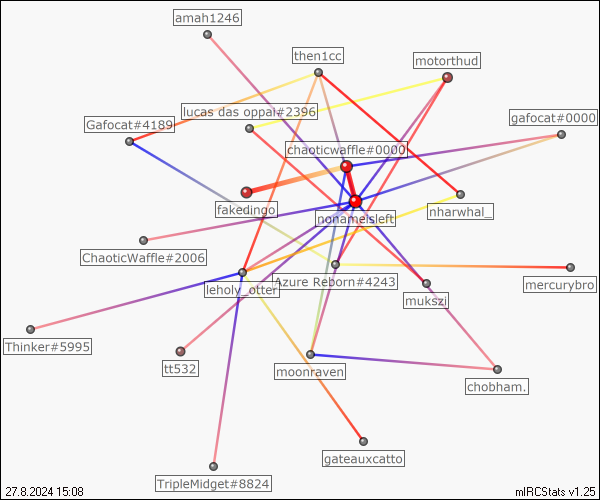 amah1246
then1cc
motorthud
lucas das oppai#2396
gafocat#0000
Gafocat#4189
chaoticwaffle#0000
fakedingo
nonameisleft
nharwhal_
ChaoticWaffle#2006
leholy_otter
Azure Reborn#4243
mercurybro
mukszi
Thinker#5995
tt532
moonraven
chobham.
gateauxcatto
TripleMidget#8824
27.8.2024 15:08
mIRCStats v1.25